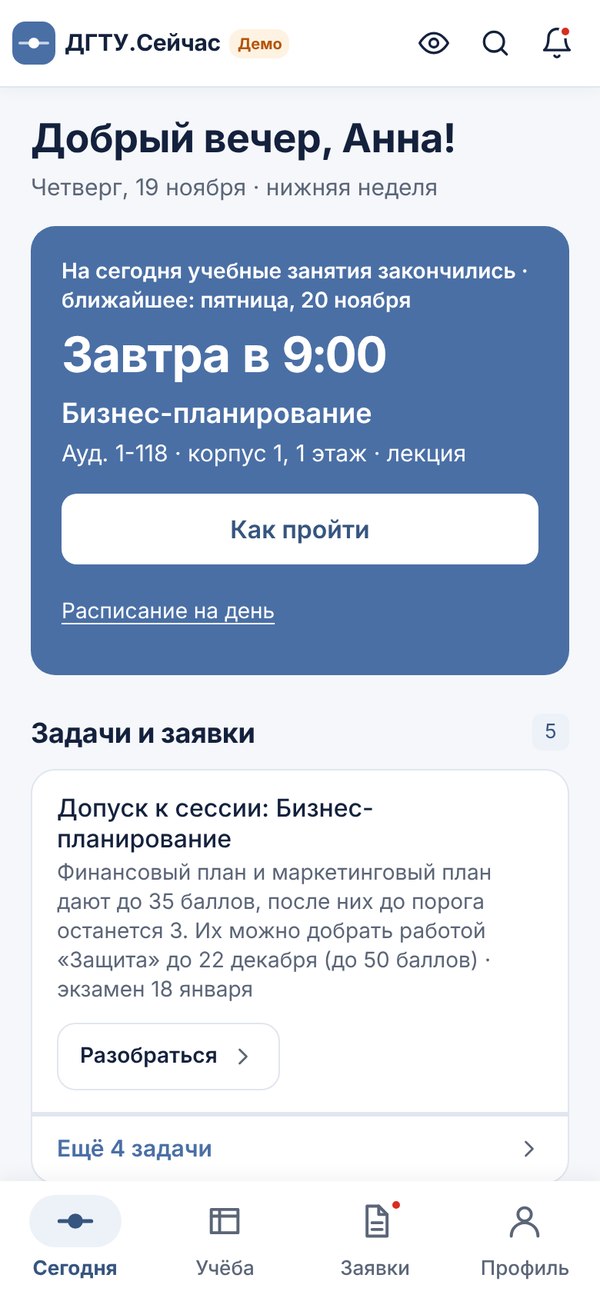 ДГТУ.Сейчас Демо
Добрый вечер, Анна!
Четверг, 19 ноября · нижняя неделя
На сегодня учебные занятия закончились ·
ближайшее: пятница, 20 ноября
Завтра в 9:00
Бизнес-планирование
Ауд. 1-118 · корпус 1, 1 этаж · лекция
Как пройти
Расписание на день
Задачи и заявки 5
Допуск к сессии: Бизнес-
планирование
Финансовый план и маркетинговый план
дают до 35 баллов, после них до порога
останется 3. Их можно добрать работой
«Защита» до 22 декабря (до 50 баллов) ·
экзамен 18 января
Разобраться
Ещё 4 задачи
Сегодня Учёба Заявки Профиль